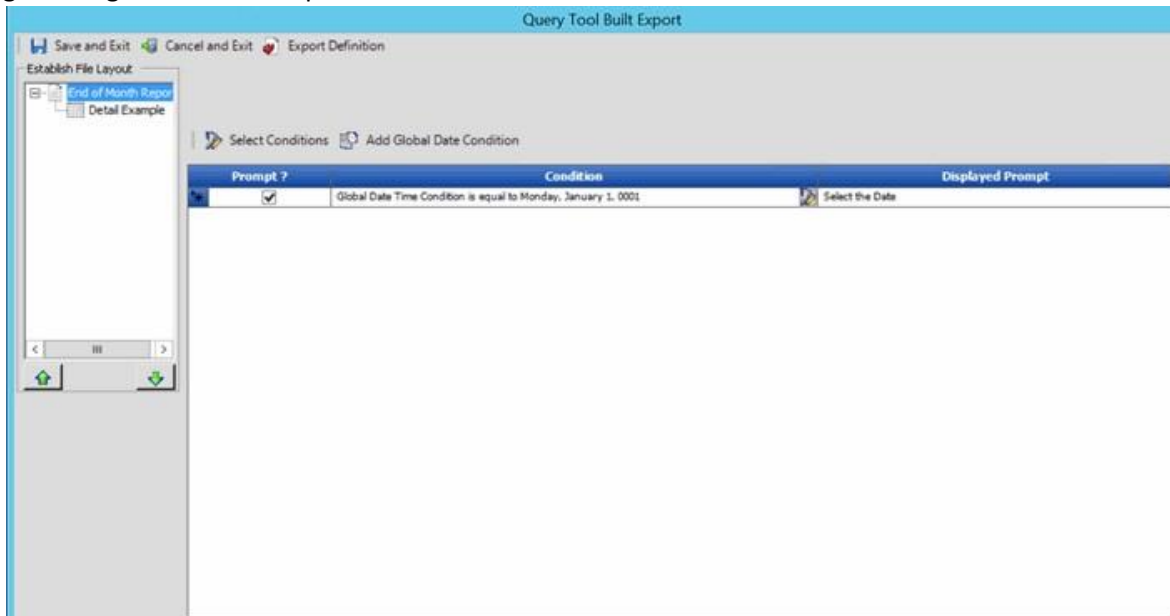 Query Tool Built Export
Save and Exit Cancel and Exit Export Definition
Establish File Layout
End of Month Repor
Detail Example
Select Conditions Add Global Date Condition
Prompt ? Condition Displayed Prompt
Global Date Time Condition is equal to Monday, January 1, 0001 Select the Date